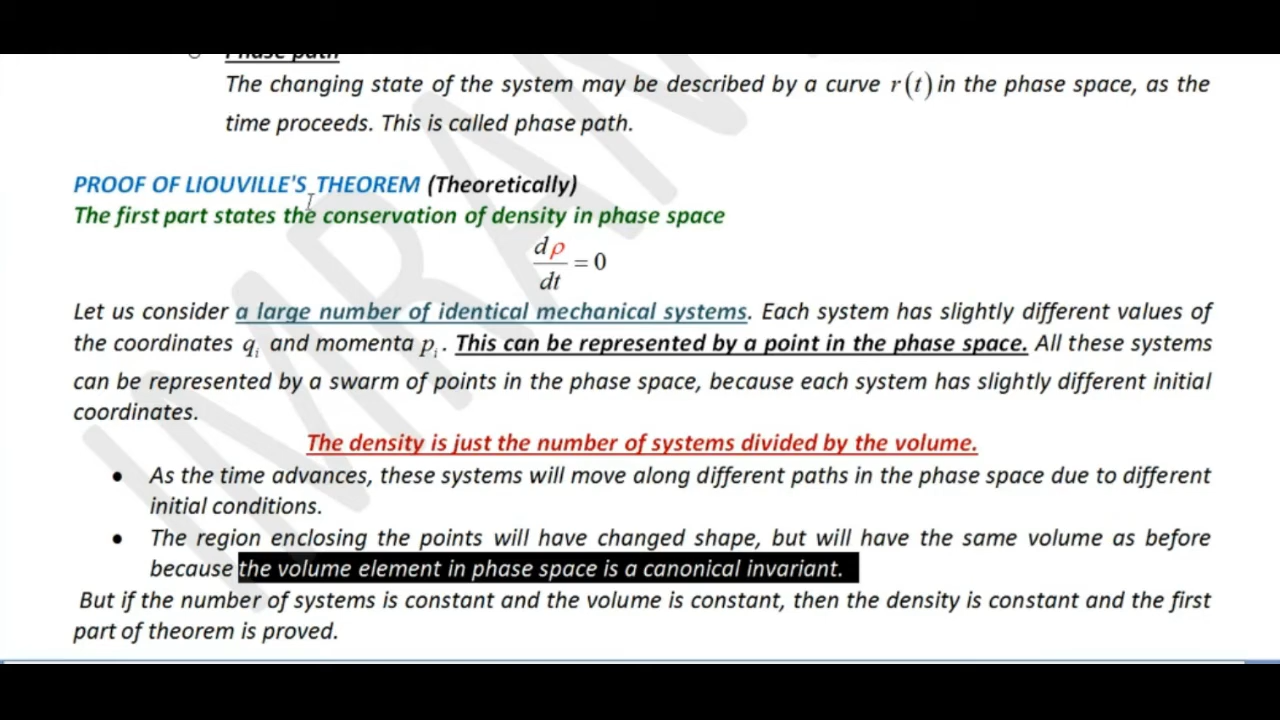 Phase path
The changing state of the system may be described by a curve r(t) in the phase space, as the
time proceeds. This is called phase path.
PROOF OF LIOUVILLE'S THEOREM (Theoretically)
The first part states the conservation of density in phase space
dρ/dt = 0
Let us consider a large number of identical mechanical systems. Each system has slightly different values of
the coordinates qᵢ and momenta pᵢ. This can be represented by a point in the phase space. All these systems
can be represented by a swarm of points in the phase space, because each system has slightly different initial
coordinates.
The density is just the number of systems divided by the volume.
• As the time advances, these systems will move along different paths in the phase space due to different
initial conditions.
• The region enclosing the points will have changed shape, but will have the same volume as before
because the volume element in phase space is a canonical invariant.
But if the number of systems is constant and the volume is constant, then the density is constant and the first
part of theorem is proved.
IMRAN